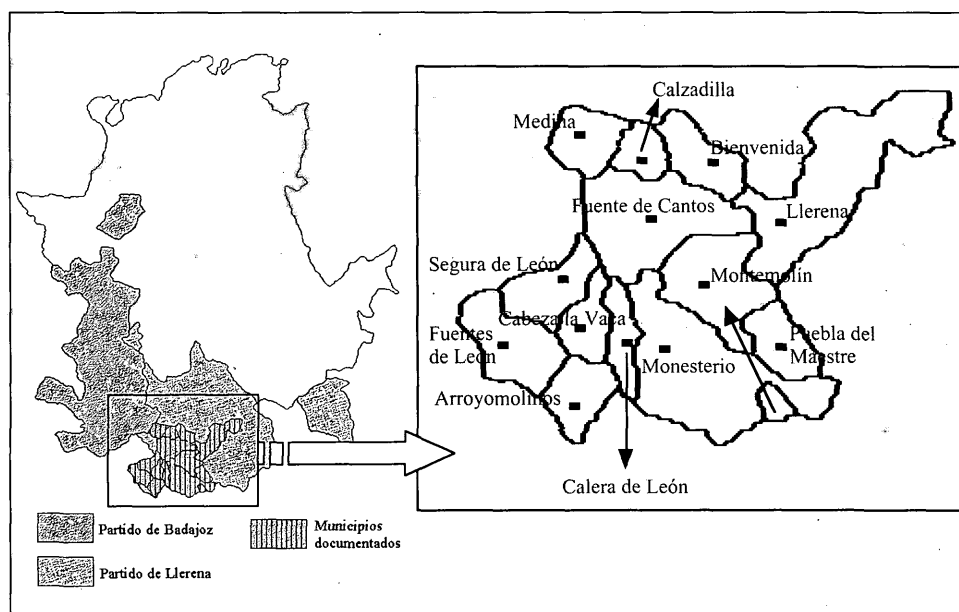 Calzadilla
Medina
Bienvenida
Fuente de Cantos
Llerena
Segura de León
Montemolín
Cabeza la Vaca
Fuentes
de León
Puebla del
Maestre
Monesterio
Arroyomolinos
Calera de León
Partido de Badajoz
Municipios
documentados
Partido de Llerena